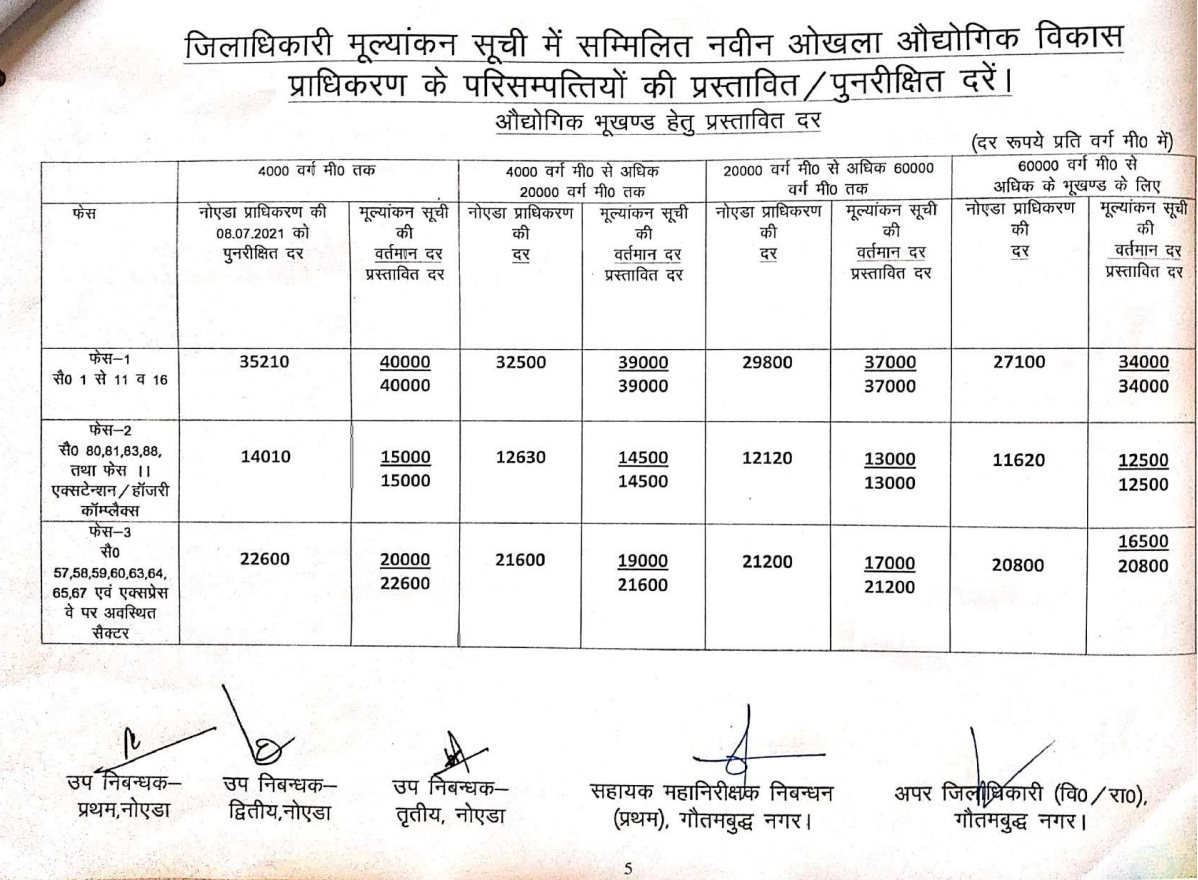 जिलाधिकारी मूल्यांकन सूची में सम्मिलित नवीन ओखला औद्योगिक विकास
प्राधिकरण के परिसम्पत्तियों की प्रस्तावित/पुनरीक्षित दरें।
औद्योगिक भूखण्ड हेतु प्रस्तावित दर
(दर रूपये प्रति वर्ग मी0 में)
4000 वर्ग मी0 तक
4000 वर्ग मी0 से अधिक
20000 वर्ग मी0 तक
20000 वर्ग मी0 से अधिक 60000
वर्ग मी0 तक
60000 वर्ग मी0 से
अधिक के भूखण्ड के लिए
फेस
नोएडा प्राधिकरण की
08.07.2021 को
पुनरीक्षित दर
मूल्यांकन सूची
की
वर्तमान दर
प्रस्तावित दर
नोएडा प्राधिकरण
की
दर
मूल्यांकन सूची
की
वर्तमान दर
प्रस्तावित दर
नोएडा प्राधिकरण
की
दर
मूल्यांकन सूची
की
वर्तमान दर
प्रस्तावित दर
नोएडा प्राधिकरण
की
दर
मूल्यांकन सूची
की
वर्तमान दर
प्रस्तावित दर
फेस–1
सै0 1 से 11 व 16
35210
40000
40000
32500
39000
39000
29800
37000
37000
27100
34000
34000
फेस–2
सै0 80,81,83,88,
तथा फेस ।।
एक्सटेन्शन/हॉजरी
कॉम्प्लैक्स
14010
15000
15000
12630
14500
14500
12120
13000
13000
11620
12500
12500
फेस–3
सै0
57,58,59,60,63,64,
65,67 एवं एक्सप्रेस
वे पर अवस्थित
सैक्टर
22600
20000
22600
21600
19000
21600
21200
17000
21200
20800
16500
20800
उप निबन्धक–
प्रथम,नोएडा
उप निबन्धक–
द्वितीय,नोएडा
उप निबन्धक–
तृतीय, नोएडा
सहायक महानिरीक्षक निबन्धन
(प्रथम), गौतमबुद्ध नगर।
अपर जिलाधिकारी (वि0/रा0),
गौतमबुद्ध नगर।
5